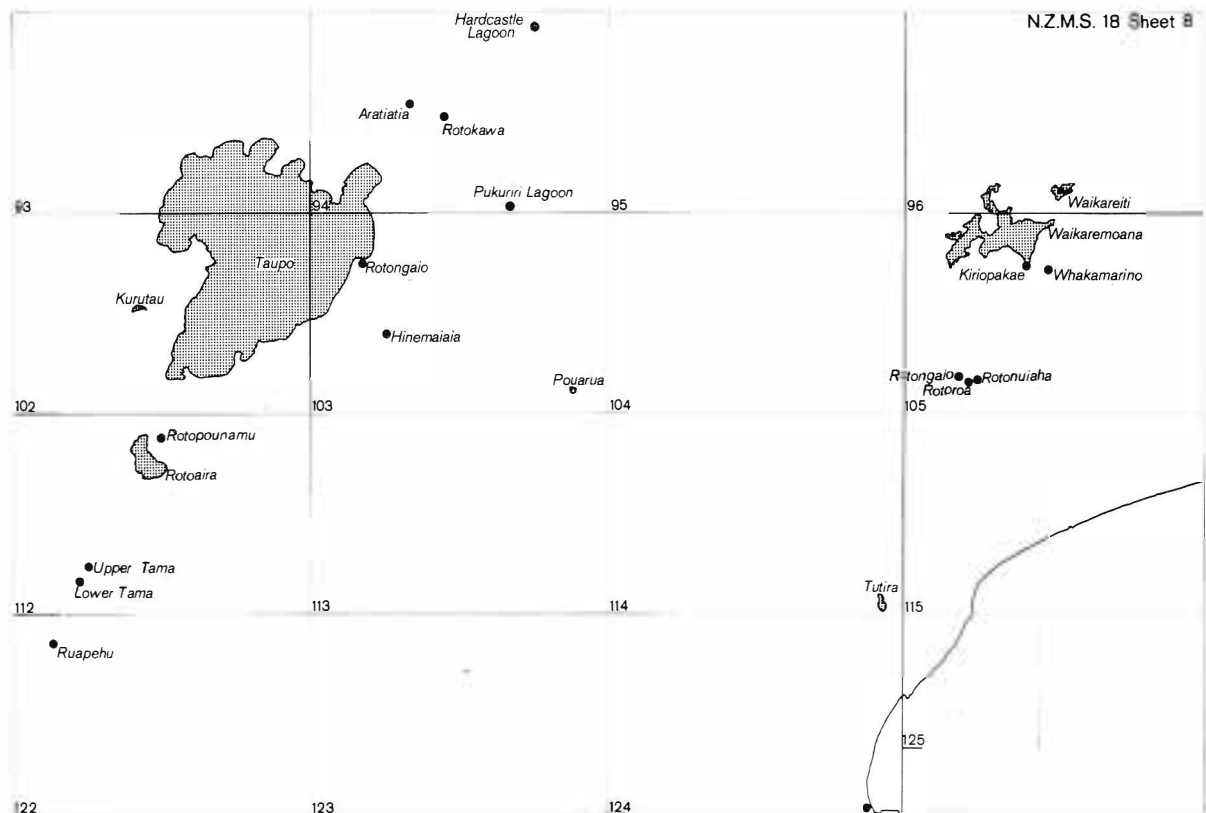 Hardcastle
Lagoon
N.Z.M.S. 18 Sheet 8
Aratiatia
Rotokawa
Pukuriri Lagoon
93
94
95
96
Waikareiti
Waikaremoana
Taupo
Rotongaio
Kiriopakae
Whakamarino
Kurutau
Hinemaiaia
Pouarua
Rotongaio
Rotonuiaha
Rotoroa
102
103
104
105
Rotopounamu
Rotoaira
Upper Tama
Lower Tama
Tutira
112
113
114
115
Ruapehu
125
122
123
124